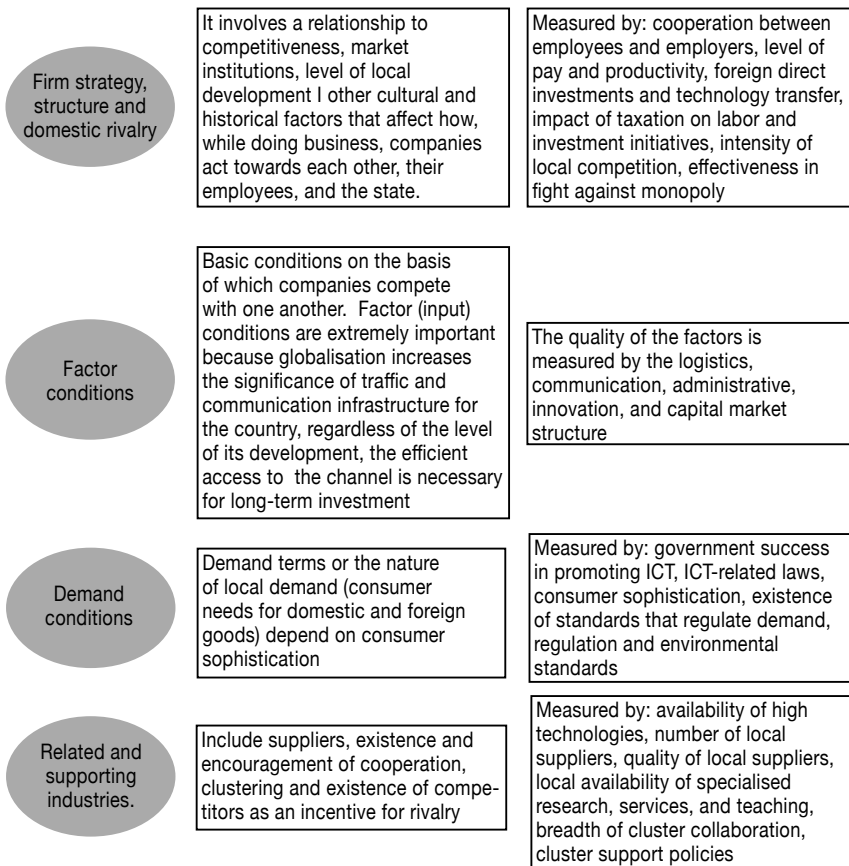 Firm strategy,
structure and
domestic rivalry
It involves a relationship to
competitiveness, market
institutions, level of local
development I other cultural and
historical factors that affect how,
while doing business, companies
act towards each other, their
employees, and the state.
Measured by: cooperation between
employees and employers, level of
pay and productivity, foreign direct
investments and technology transfer,
impact of taxation on labor and
investment initiatives, intensity of
local competition, effectiveness in
fight against monopoly
Factor
conditions
Basic conditions on the basis
of which companies compete
with one another. Factor (input)
conditions are extremely important
because globalisation increases
the significance of traffic and
communication infrastructure for
the country, regardless of the level
of its development, the efficient
access to the channel is necessary
for long-term investment
The quality of the factors is
measured by the logistics,
communication, administrative,
innovation, and capital market
structure
Demand
conditions
Demand terms or the nature
of local demand (consumer
needs for domestic and foreign
goods) depend on consumer
sophistication
Measured by: government success
in promoting ICT, ICT-related laws,
consumer sophistication, existence
of standards that regulate demand,
regulation and environmental
standards
Related and
supporting
industries.
Include suppliers, existence and
encouragement of cooperation,
clustering and existence of compe-
titors as an incentive for rivalry
Measured by: availability of high
technologies, number of local
suppliers, quality of local suppliers,
local availability of specialised
research, services, and teaching,
breadth of cluster collaboration,
cluster support policies